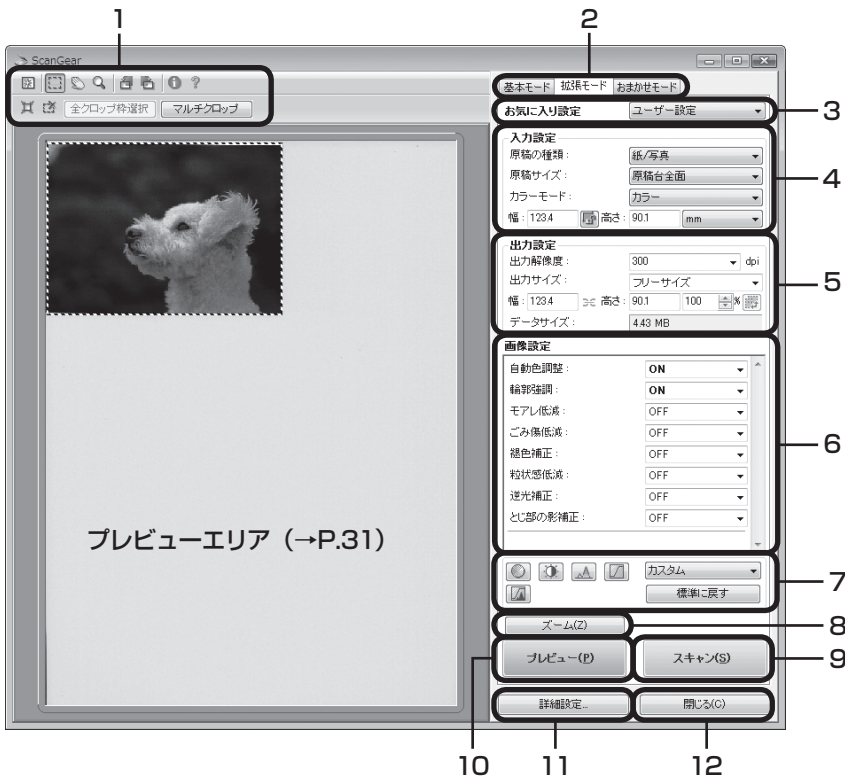 1
2
ScanGear
基本モード 拡張モード おまかせモード
全クロップ枠選択 マルチクロップ
お気に入り設定 ユーザー設定
3
入力設定
原稿の種類： 紙/写真
原稿サイズ： 原稿台全面
4
カラーモード： カラー
幅： 123.4 高さ： 90.1 mm
出力設定
出力解像度： 300 dpi
出力サイズ： フリーサイズ
5
幅： 123.4 高さ： 90.1 100 %
データサイズ： 4.43 MB
画像設定
自動色調整： ON
輪郭強調： ON
モアレ低減： OFF
ごみ傷低減： OFF
6
褪色補正： OFF
粒状感低減： OFF
逆光補正： OFF
とじ部の影補正： OFF
プレビューエリア（→P.31）
カスタム
7
標準に戻す
ズーム(Z)
8
プレビュー(P) スキャン(S)
9
詳細設定... 閉じる(C)
10 11 12